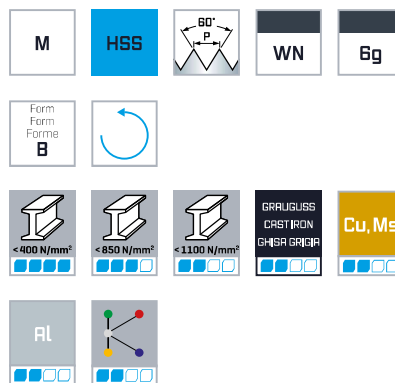 M
HSS
60°
P
WN
6g
Form
Form
Forme
B
<400 N/mm²
<850 N/mm²
<1100 N/mm²
GRAUGUSS
CAST IRON
GHISA GRIGIA
Cu, Ms
Al